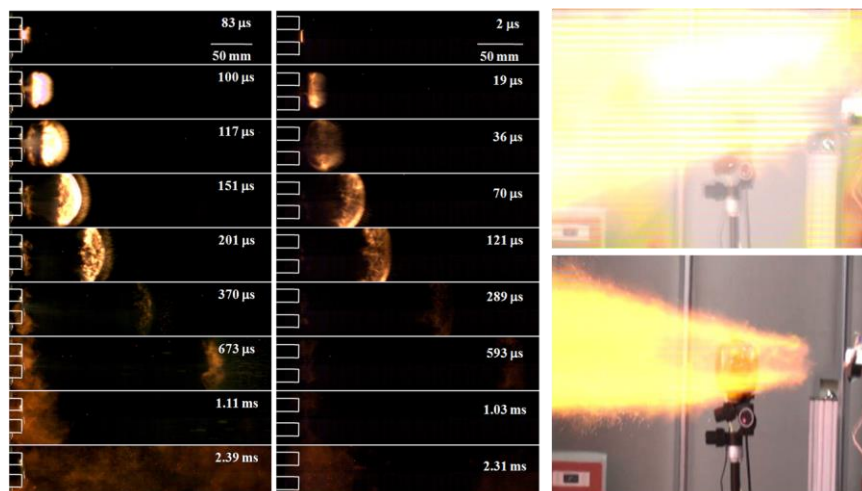 83 µs
50 mm
100 µs
117 µs
151 µs
201 µs
370 µs
673 µs
1.11 ms
2.39 ms
2 µs
50 mm
19 µs
36 µs
70 µs
121 µs
289 µs
593 µs
1.03 ms
2.31 ms